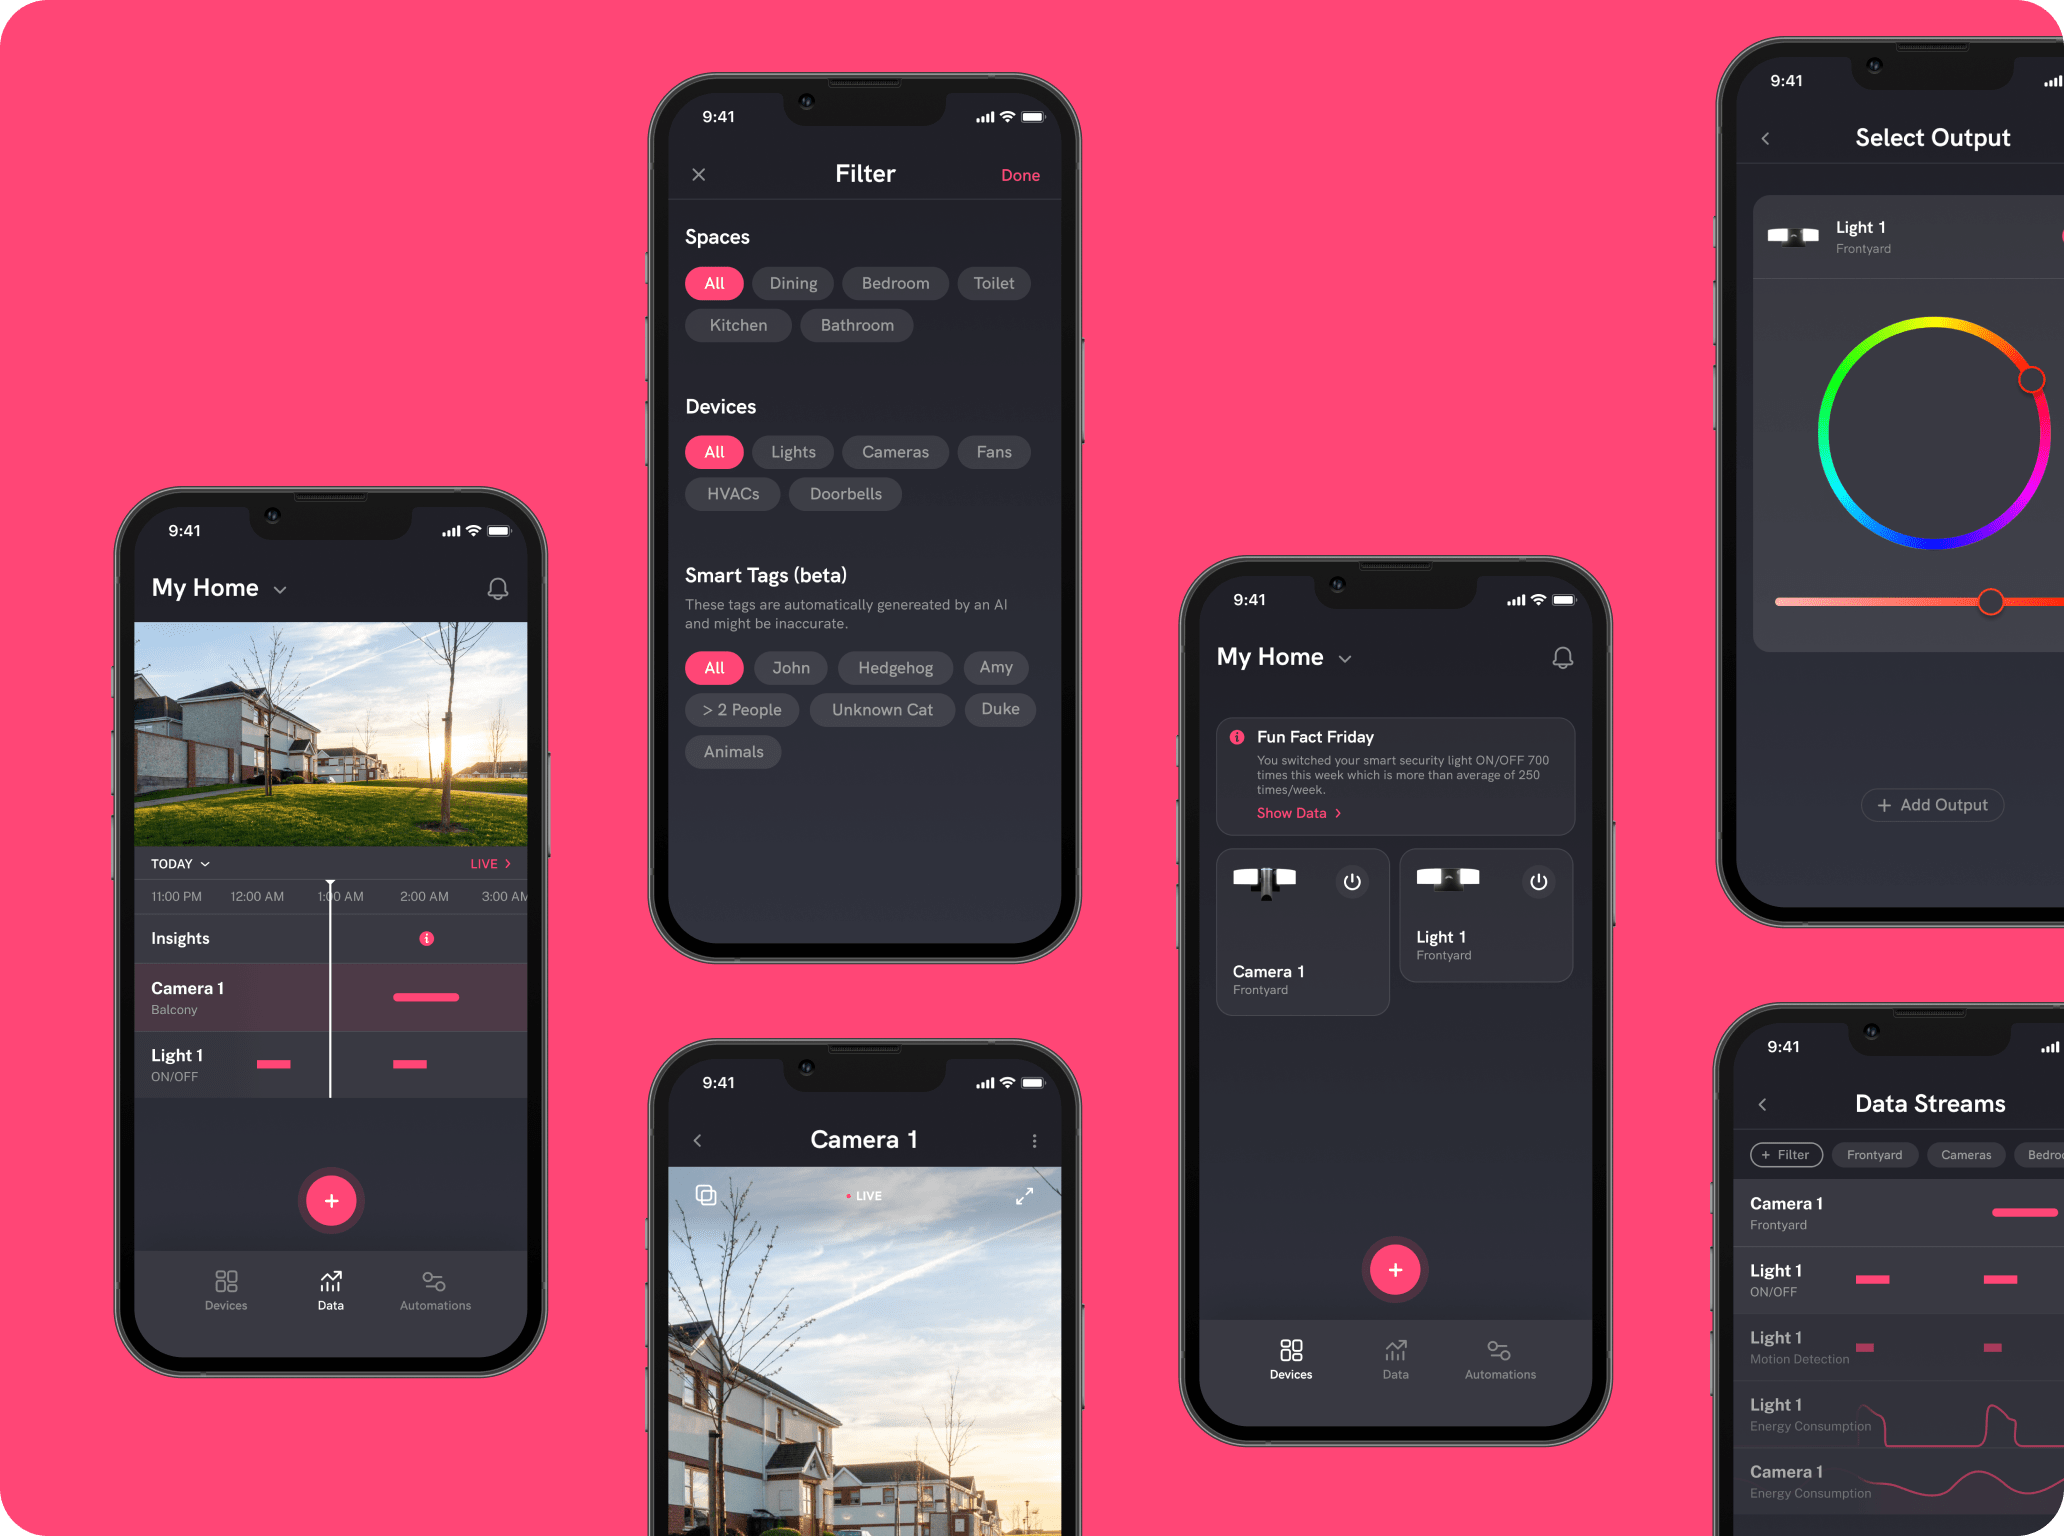 9:41
My Home
TODAY
LIVE >
11:00 PM 12:00 AM 1:00 AM 2:00 AM 3:00 AM
Insights
Camera 1
Balcony
Light 1
ON/OFF
+
Devices Data Automations
9:41
Filter
Done
Spaces
All Dining Bedroom Toilet
Kitchen Bathroom
Devices
All Lights Cameras Fans
HVACs Doorbells
Smart Tags (beta)
These tags are automatically genereated by an AI
and might be inaccurate.
All John Hedgehog Amy
> 2 People Unknown Cat Duke
Animals
9:41
Camera 1
LIVE
9:41
My Home
Fun Fact Friday
You switched your smart security light ON/OFF 700
times this week which is more than average of 250
times/week.
Show Data >
Camera 1
Frontyard
Light 1
Frontyard
+
Devices Data Automations
9:41
Select Output
Light 1
Frontyard
+ Add Output
9:41
Data Streams
+ Filter Frontyard Cameras Bedroo
Camera 1
Frontyard
Light 1
ON/OFF
Light 1
Motion Detection
Light 1
Energy Consumption
Camera 1
Energy Consumption